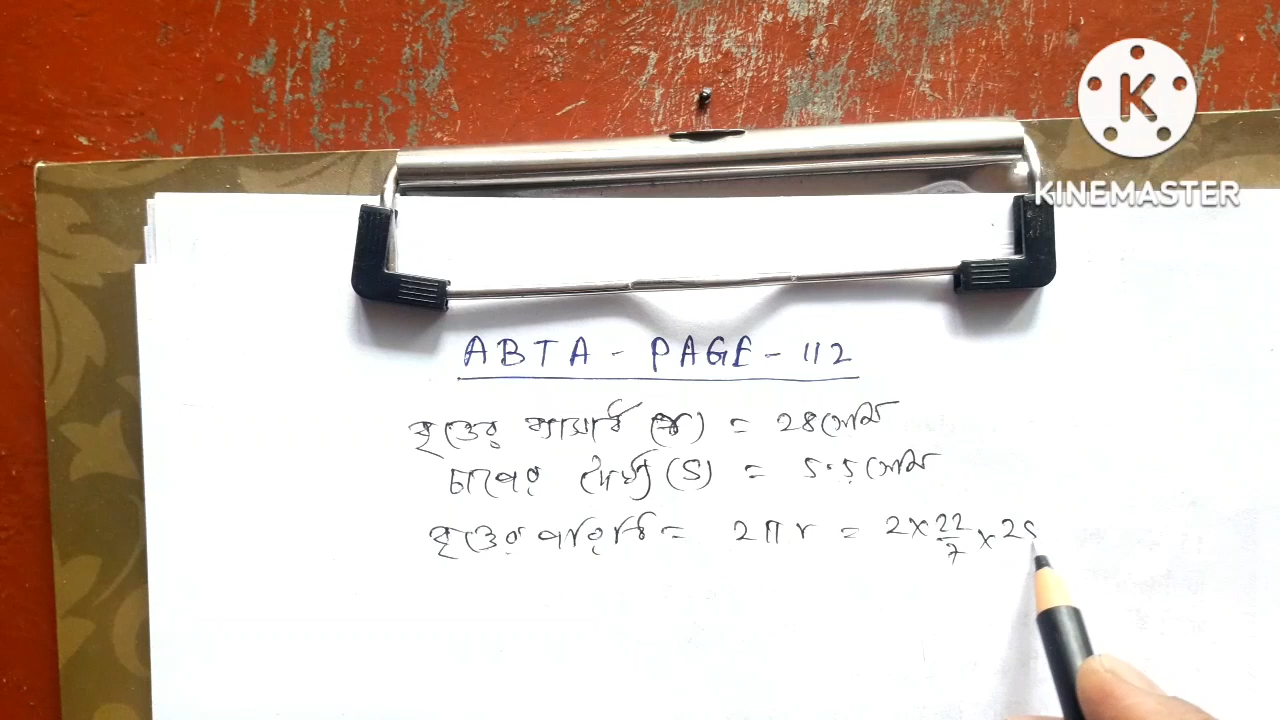 K
KINEMASTER
ABTA - PAGE - 112
বৃত্তের ব্যাসার্ধ (r) = 28 সেমি
চাপের দৈর্ঘ্য (S) = 5.5 সেমি
বৃত্তের পরিধি = 2πr = 2 × 22/7 × 28